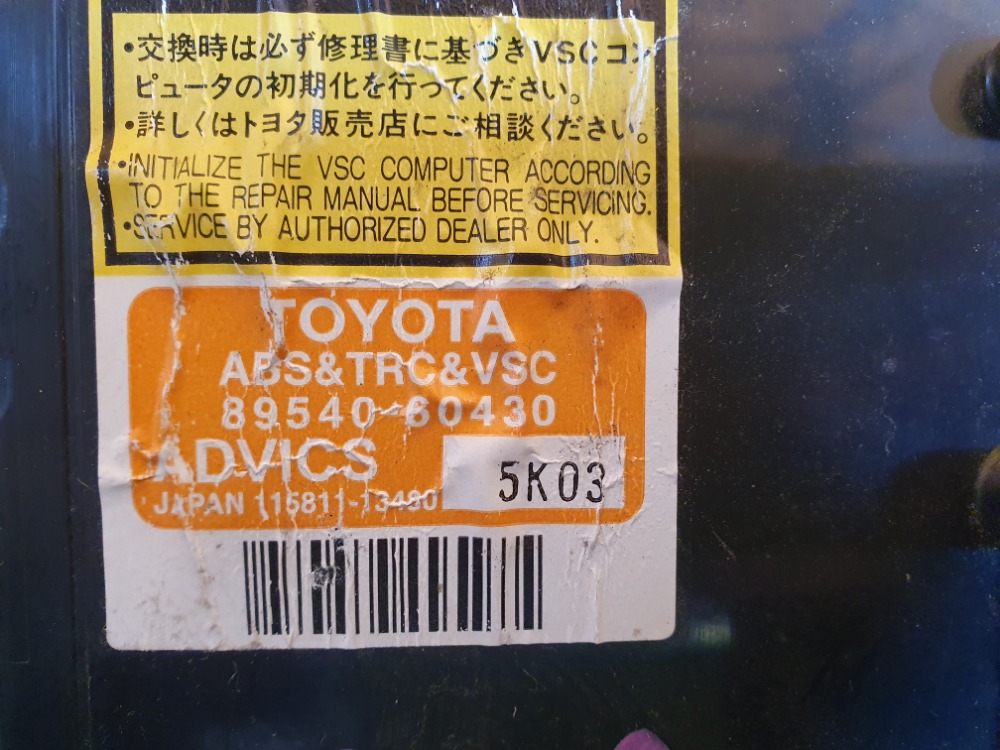 •交換時は必ず修理書に基づきVSCコン
ピュータの初期化を行ってください。
•詳しくはトヨタ販売店にご相談ください。
•INITIALIZE THE VSC COMPUTER ACCORDING
TO THE REPAIR MANUAL BEFORE SERVICING.
•SERVICE BY AUTHORIZED DEALER ONLY.
TOYOTA
ABS&TRC&VSC
89540-60430
ADVICS
5K03
JAPAN 115811-13480